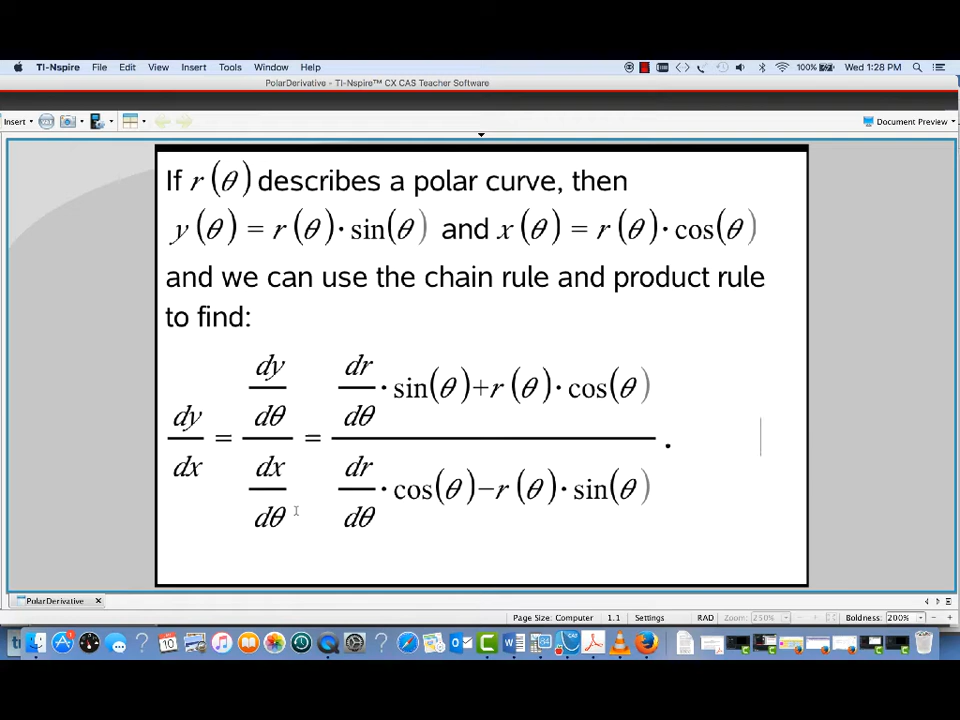 TI-Nspire File Edit View Insert Tools Window Help 100% Wed 1:28 PM
PolarDerivative - TI-Nspire™ CX CAS Teacher Software
Insert Document Preview
If r(θ) describes a polar curve, then
y(θ) = r(θ)·sin(θ) and x(θ) = r(θ)·cos(θ)
and we can use the chain rule and product rule
to find:
dy/dx = (dy/dθ)/(dx/dθ) = (dr/dθ·sin(θ)+r(θ)·cos(θ))/(dr/dθ·cos(θ)−r(θ)·sin(θ)).
PolarDerivative
Page Size: Computer 1.1 Settings RAD Zoom: 250% Boldness: 200%